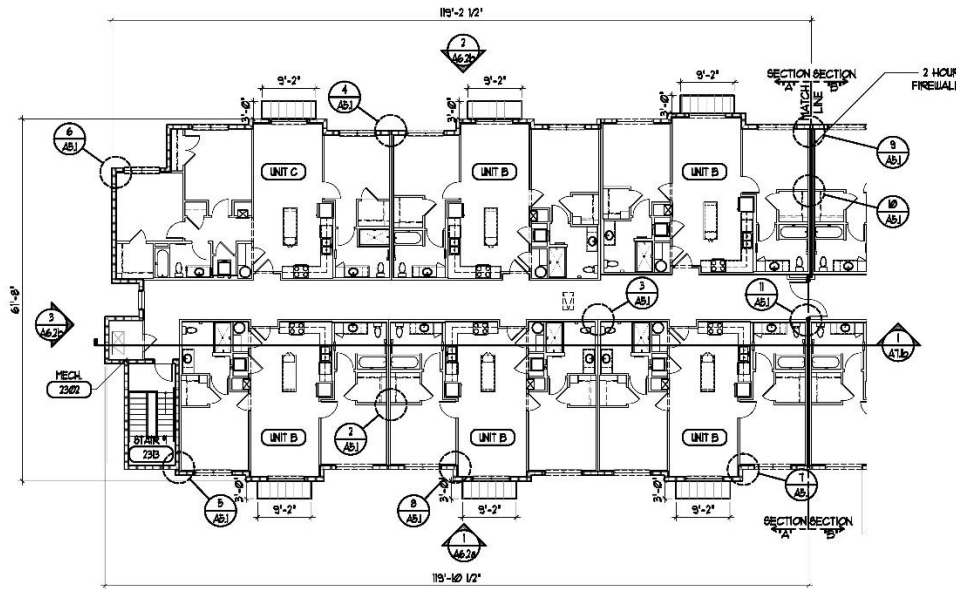 119'-2 1/2"
2
A6.2b
9'-2"
9'-2"
9'-2"
4
A5.1
3'-0"
3'-0"
3'-0"
SECTION SECTION
'A' 'B'
MATCH
LINE
2 HOUR
FIREWALL
6
A5.1
9
A5.1
UNIT C
UNIT B
UNIT B
10
A5.1
61'-8"
3
A6.2b
3
A5.1
11
A5.1
1
A7.1b
MECH.
2302
2
A5.1
UNIT B
UNIT B
UNIT B
STAIR
2313
5
A5.1
8
A5.1
7
A5.1
3'-0"
3'-0"
3'-0"
9'-2"
9'-2"
9'-2"
1
A6.2a
SECTION SECTION
'A' 'B'
119'-10 1/2"